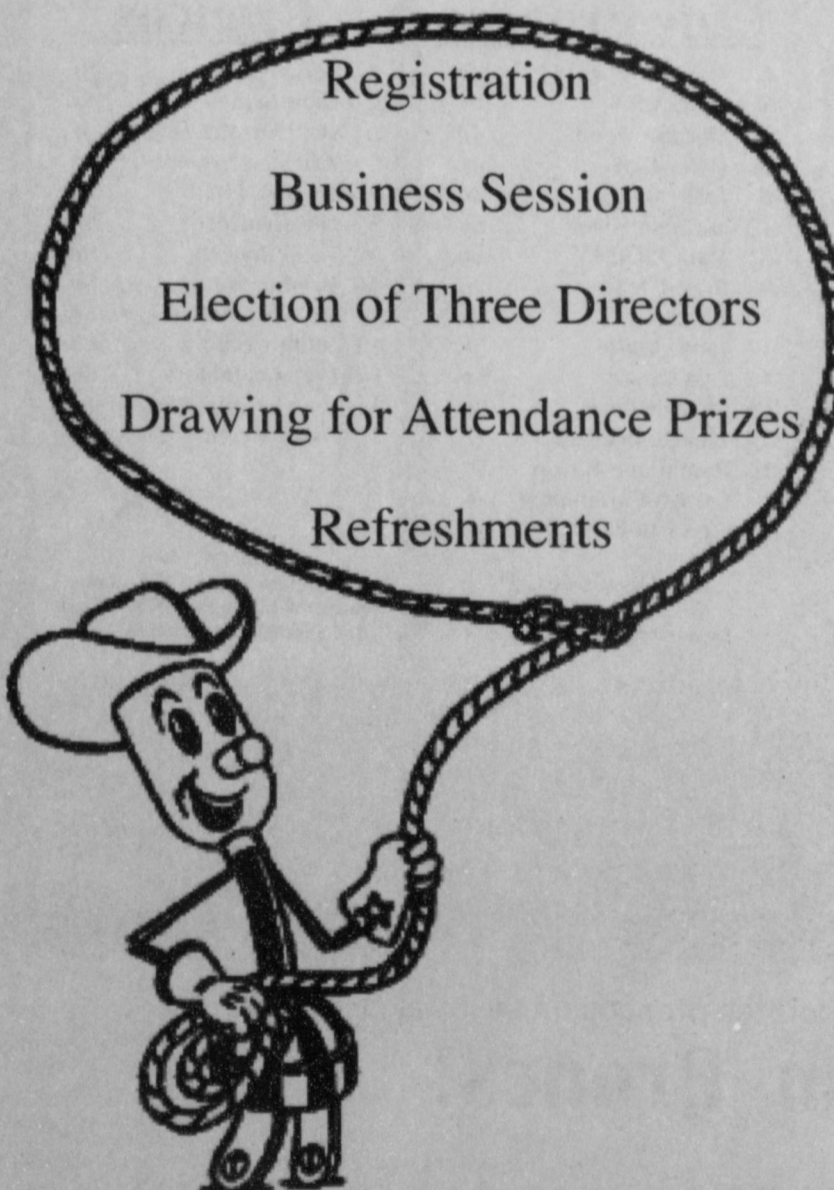 Registration
Business Session
Election of Three Directors
Drawing for Attendance Prizes
Refreshments